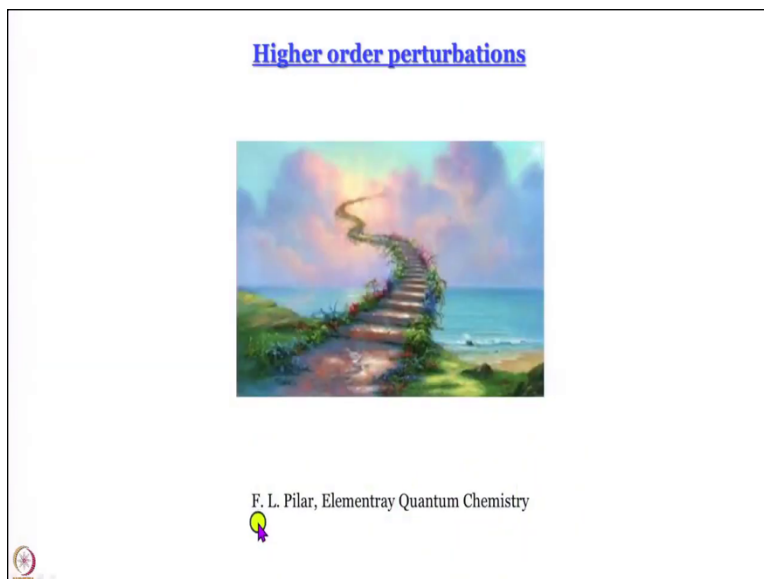 Higher order perturbations
F. L. Pilar, Elementray Quantum Chemistry